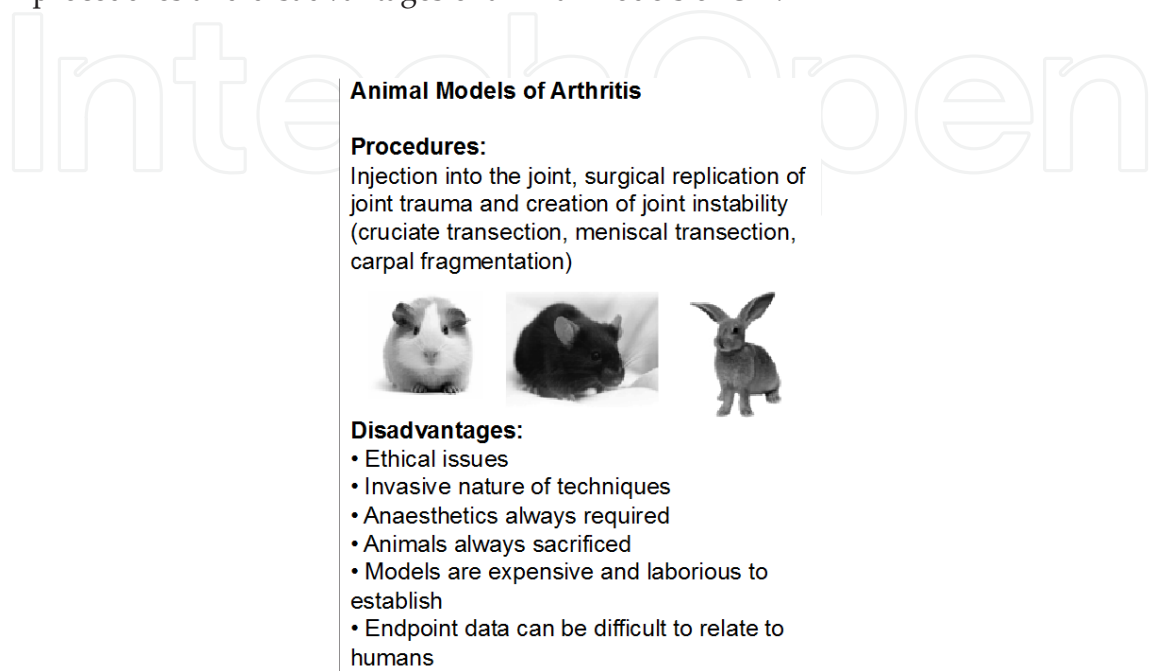 IntechOpen
Animal Models of Arthritis
Procedures:
Injection into the joint, surgical replication of
joint trauma and creation of joint instability
(cruciate transection, meniscal transection,
carpal fragmentation)
Disadvantages:
• Ethical issues
• Invasive nature of techniques
• Anaesthetics always required
• Animals always sacrificed
• Models are expensive and laborious to
establish
• Endpoint data can be difficult to relate to
humans